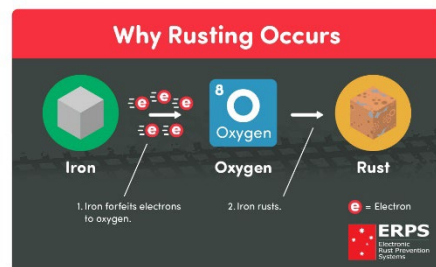 Why Rusting Occurs
e e e
e e
8
O
Oxygen
Iron
Oxygen
Rust
1. Iron forfeits electrons
to oxygen.
2. Iron rusts.
e = Electron
ERPS
Electronic
Rust Prevention
Systems